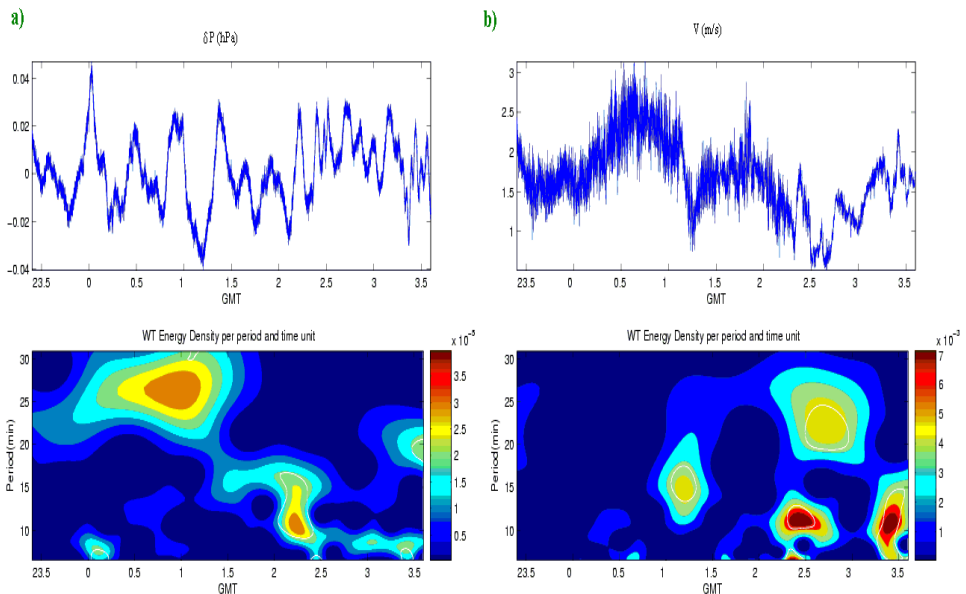 a)
δP (hPa)
0.04
0.02
0
−0.02
−0.04
23.5 0 0.5 1 1.5 2 2.5 3 3.5
GMT
b)
V (m/s)
3
2.5
2
1.5
1
23.5 0 0.5 1 1.5 2 2.5 3 3.5
GMT
WT Energy Density per period and time unit
x 10⁻⁵
30
25
20
15
10
Period(min)
3.5
3
2.5
2
1.5
1
0.5
23.5 0 0.5 1 1.5 2 2.5 3 3.5
GMT
WT Energy Density per period and time unit
x 10⁻³
30
25
20
15
10
Period(min)
7
6
5
4
3
2
1
23.5 0 0.5 1 1.5 2 2.5 3 3.5
GMT